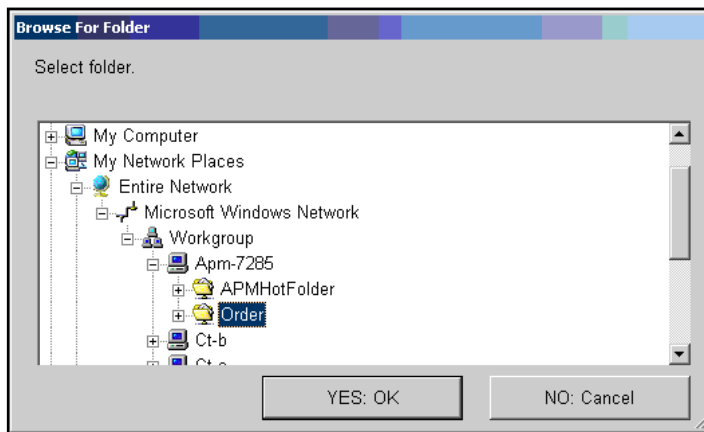 Browse For Folder
Select folder.
My Computer
My Network Places
Entire Network
Microsoft Windows Network
Workgroup
Apm-7285
APMHotFolder
Order
Ct-b
YES: OK
NO: Cancel